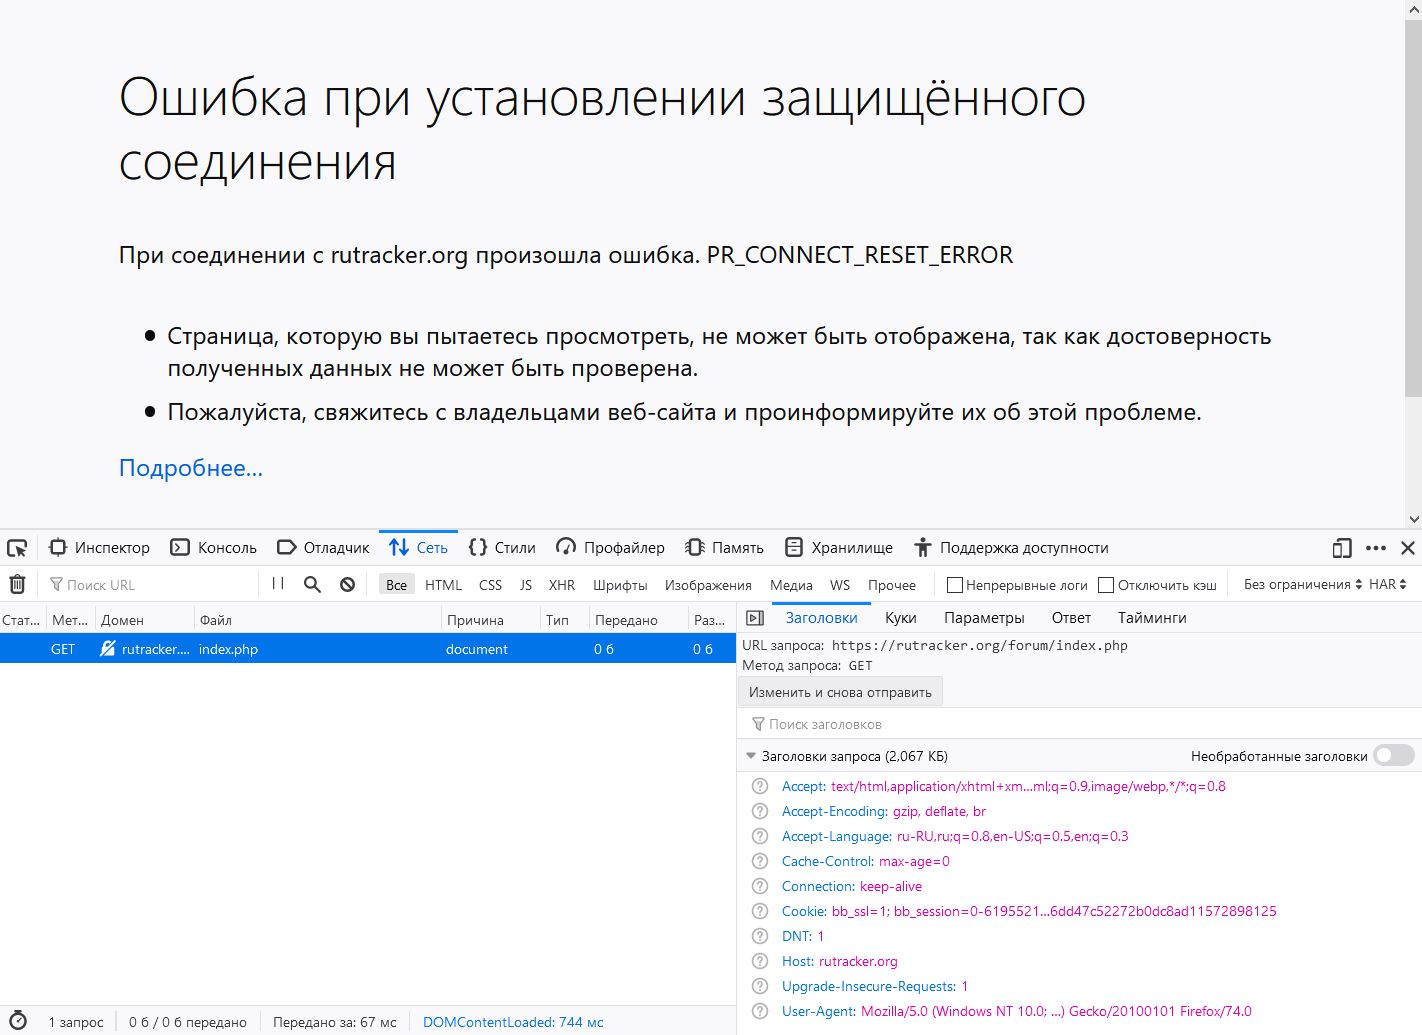 Ошибка при установлении защищённого
соединения
При соединении с rutracker.org произошла ошибка. PR_CONNECT_RESET_ERROR
Страница, которую вы пытаетесь просмотреть, не может быть отображена, так как достоверность
полученных данных не может быть проверена.
Пожалуйста, свяжитесь с владельцами веб-сайта и проинформируйте их об этой проблеме.
Подробнее...
Инспектор Консоль Отладчик Сеть Стили Профайлер Память Хранилище Поддержка доступности
Поиск URL Все HTML CSS JS XHR Шрифты Изображения Медиа WS Прочее Непрерывные логи Отключить кэш Без ограничения HAR
Стат... Мет... Домен Файл Причина Тип Передано Раз...
GET rutracker.... index.php document 0 б 0 б
Заголовки Куки Параметры Ответ Тайминги
URL запроса: https://rutracker.org/forum/index.php
Метод запроса: GET
Изменить и снова отправить
Поиск заголовков
Заголовки запроса (2,067 КБ) Необработанные заголовки
Accept: text/html,application/xhtml+xm...ml;q=0.9,image/webp,*/*;q=0.8
Accept-Encoding: gzip, deflate, br
Accept-Language: ru-RU,ru;q=0.8,en-US;q=0.5,en;q=0.3
Cache-Control: max-age=0
Connection: keep-alive
Cookie: bb_ssl=1; bb_session=0-6195521...6dd47c52272b0dc8ad11572898125
DNT: 1
Host: rutracker.org
Upgrade-Insecure-Requests: 1
User-Agent: Mozilla/5.0 (Windows NT 10.0; ...) Gecko/20100101 Firefox/74.0
1 запрос 0 б / 0 б передано Передано за: 67 мс DOMContentLoaded: 744 мс